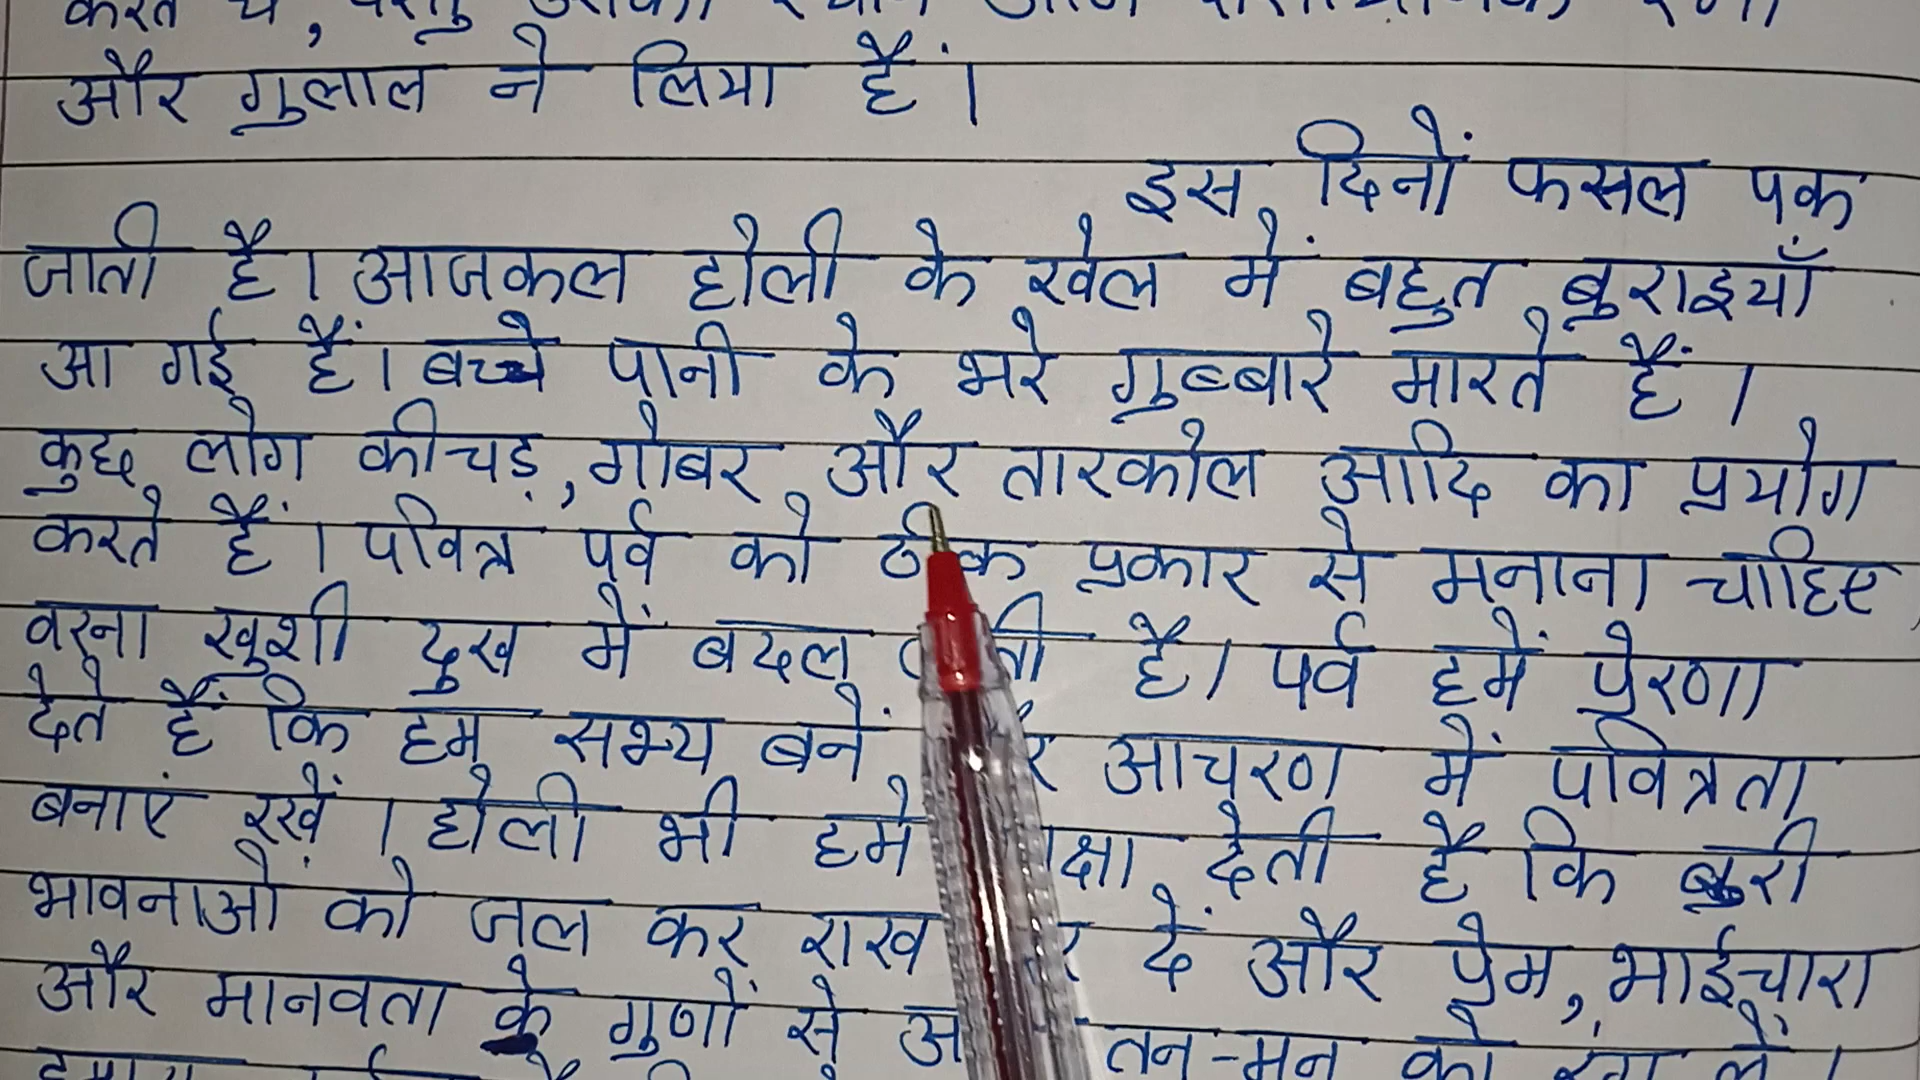 और गुलाल ने लिया हैं।
इस दिनों फसल पक
जाती है। आजकल होली के खेल में बहुत बुराइयाँ
आ गई हैं। बच्चे पानी के भरे गुब्बारे मारते हैं।
कुछ लोग कीचड़, गोबर और तारकोल आदि का प्रयोग
करते हैं। पवित्र पर्व को ठीक प्रकार से मनाना चाहिए,
वरना खुशी दुख में बदल है। पर्व हमें प्रेरणा
देते हैं कि हम सभ्य बनें आचरण में पवित्रता
बनाएं रखें। होली भी हमे देती है कि बुरी
भावनाओं को जल कर राख दें और प्रेम, भाईचारा
और मानवता के गुणों से तन-मन को रंग लें।